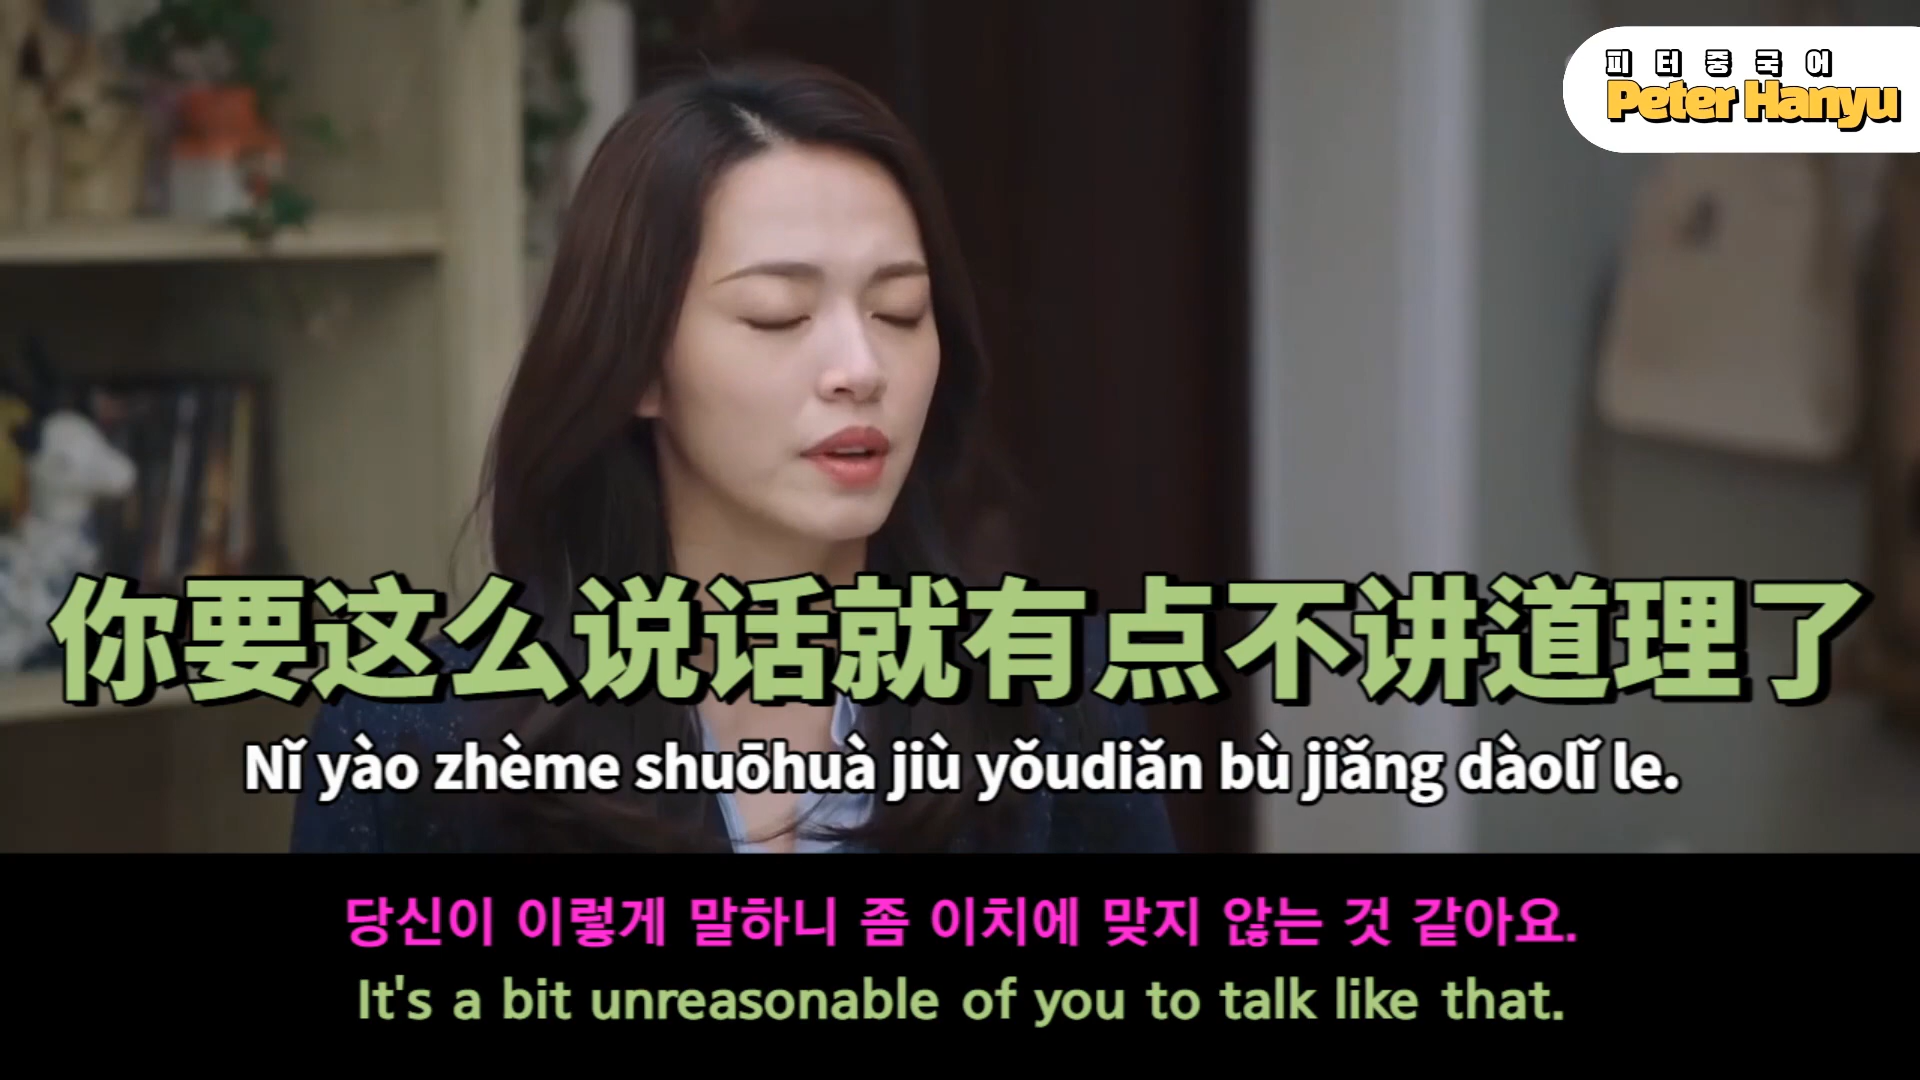 피터중국어
Peter Hanyu
你要这么说话就有点不讲道理了
Nǐ yào zhème shuōhuà jiù yǒudiǎn bù jiǎng dàolǐ le.
당신이 이렇게 말하니 좀 이치에 맞지 않는 것 같아요.
It's a bit unreasonable of you to talk like that.